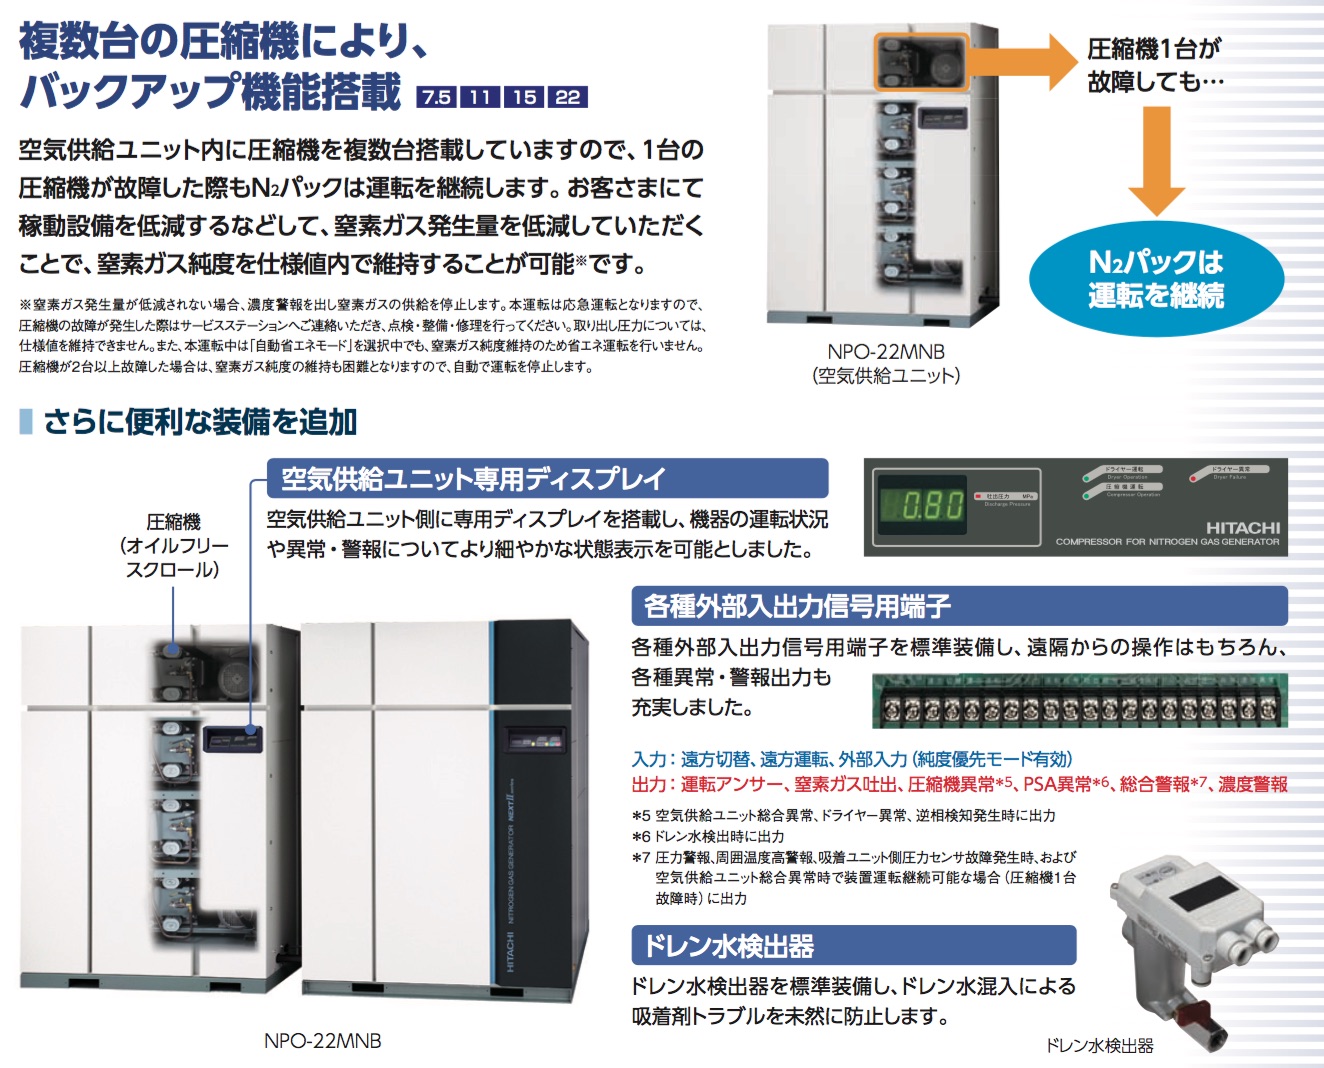 複数台の圧縮機により、
バックアップ機能搭載 7.5 11 15 22
空気供給ユニット内に圧縮機を複数台搭載していますので、1台の
圧縮機が故障した際もN2パックは運転を継続します。お客さまにて
稼動設備を低減するなどして、窒素ガス発生量を低減していただく
ことで、窒素ガス純度を仕様値内で維持することが可能※です。
※窒素ガス発生量が低減されない場合、濃度警報を出し窒素ガスの供給を停止します。本運転は応急運転となりますので、
圧縮機の故障が発生した際はサービスステーションへご連絡いただき、点検・整備・修理を行ってください。取り出し圧力については、
仕様値を維持できません。また、本運転中は「自動省エネモード」を選択中でも、窒素ガス純度維持のため省エネ運転を行いません。
圧縮機が2台以上故障した場合は、窒素ガス純度の維持も困難となりますので、自動で運転を停止します。
圧縮機1台が
故障しても…
N2パックは
運転を継続
NPO-22MNB
（空気供給ユニット）
さらに便利な装備を追加
空気供給ユニット専用ディスプレイ
空気供給ユニット側に専用ディスプレイを搭載し、機器の運転状況
や異常・警報についてより細やかな状態表示を可能としました。
圧縮機
（オイルフリー
スクロール）
0.80
吐出圧力 MPa
Discharge Pressure
ドライヤー運転
Dryer Operation
圧縮機運転
Compressor Operation
ドライヤー異常
Dryer Failure
HITACHI
COMPRESSOR FOR NITROGEN GAS GENERATOR
各種外部入出力信号用端子
各種外部入出力信号用端子を標準装備し、遠隔からの操作はもちろん、
各種異常・警報出力も
充実しました。
入力：遠方切替、遠方運転、外部入力（純度優先モード有効）
出力：運転アンサー、窒素ガス吐出、圧縮機異常＊5、PSA異常＊6、総合警報＊7、濃度警報
＊5 空気供給ユニット総合異常、ドライヤー異常、逆相検知発生時に出力
＊6 ドレン水検出時に出力
＊7 圧力警報、周囲温度高警報、吸着ユニット側圧力センサ故障発生時、および
空気供給ユニット総合異常時で装置運転継続可能な場合（圧縮機1台
故障時）に出力
HITACHI NITROGEN GAS GENERATOR NEXT II series
NPO-22MNB
ドレン水検出器
ドレン水検出器を標準装備し、ドレン水混入による
吸着剤トラブルを未然に防止します。
ドレン水検出器